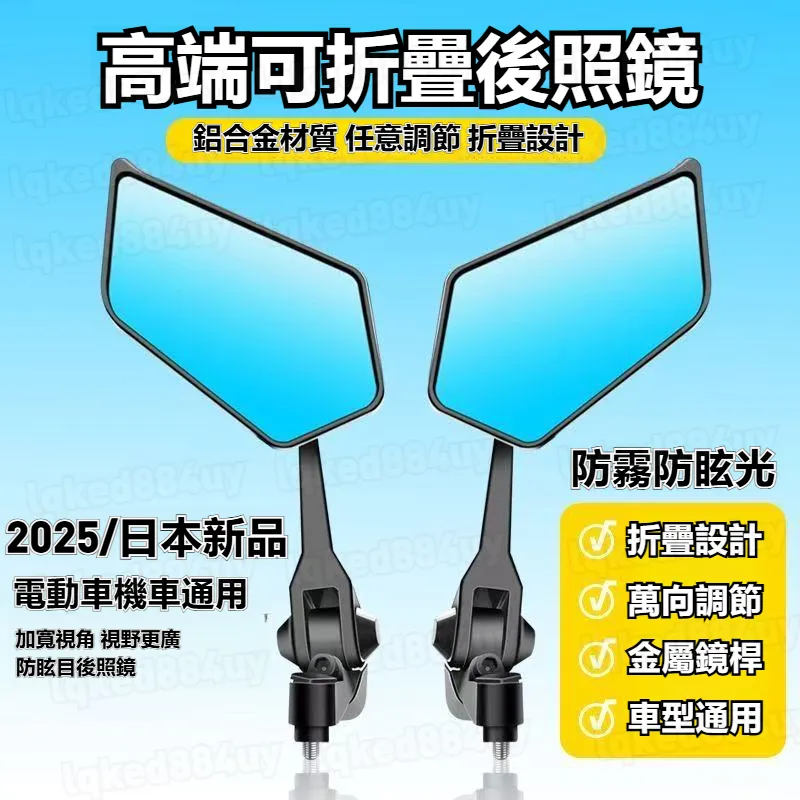 高端可折疊後照鏡
鋁合金材質 任意調節 折疊設計
防霧防眩光
折疊設計
萬向調節
金屬鏡桿
車型通用
2025/日本新品
電動車機車通用
加寬視角 視野更廣
防眩目後照鏡
lqked884uy